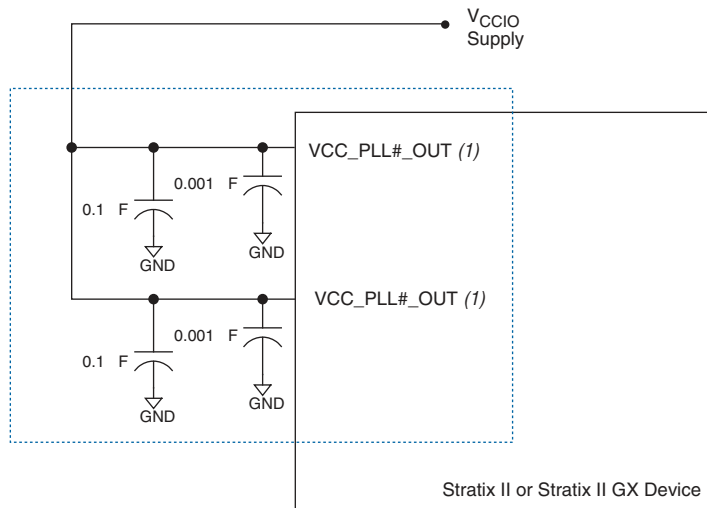 VCCIO
Supply
VCC_PLL#_OUT (1)
0.001 F
0.1 F
GND
GND
VCC_PLL#_OUT (1)
0.001 F
0.1 F
GND
GND
Stratix II or Stratix II GX Device